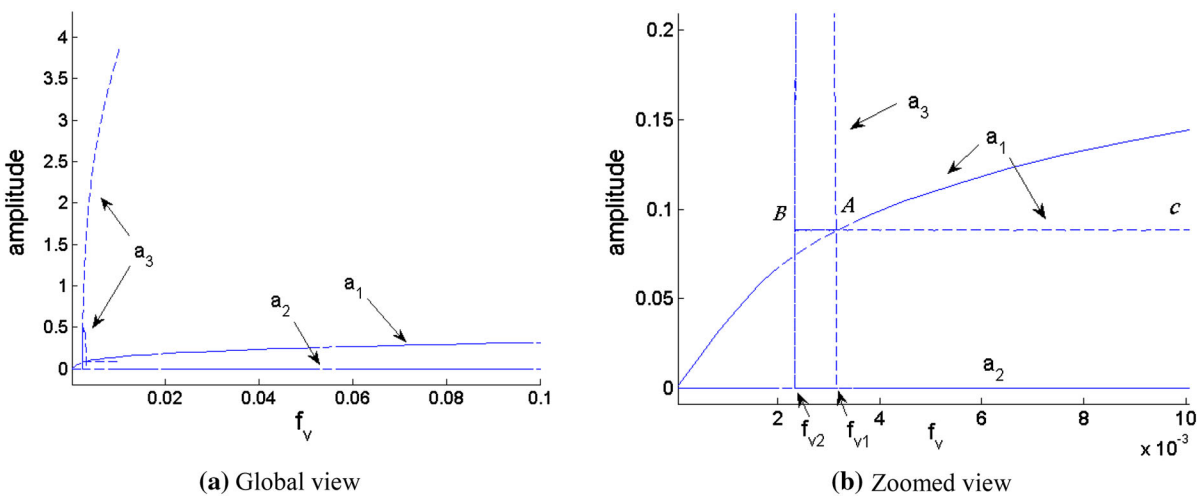 4
3.5
3
2.5
2
1.5
1
0.5
0
amplitude
a3
a2
a1
0.02
0.04
0.06
0.08
0.1
fv
(a) Global view
0.2
0.15
0.1
0.05
0
amplitude
a3
a1
B
A
c
a2
2
4
6
8
10
x 10-3
fv2
fv1
fv
(b) Zoomed view